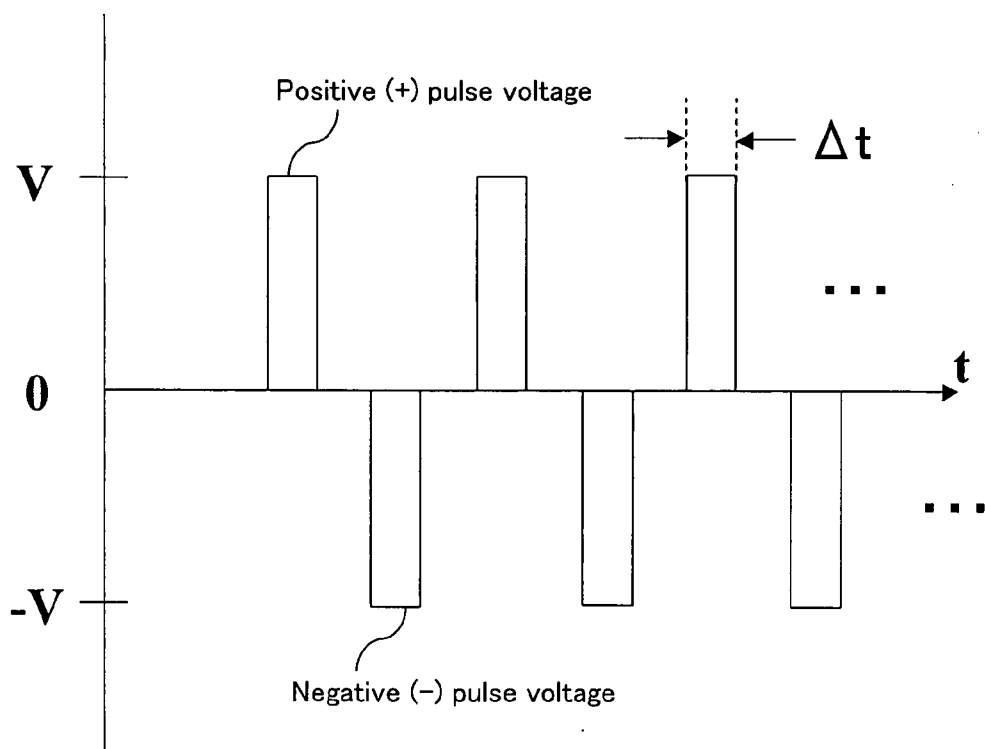 Positive (+) pulse voltage
Δt
V
...
t
0
...
-V
Negative (-) pulse voltage